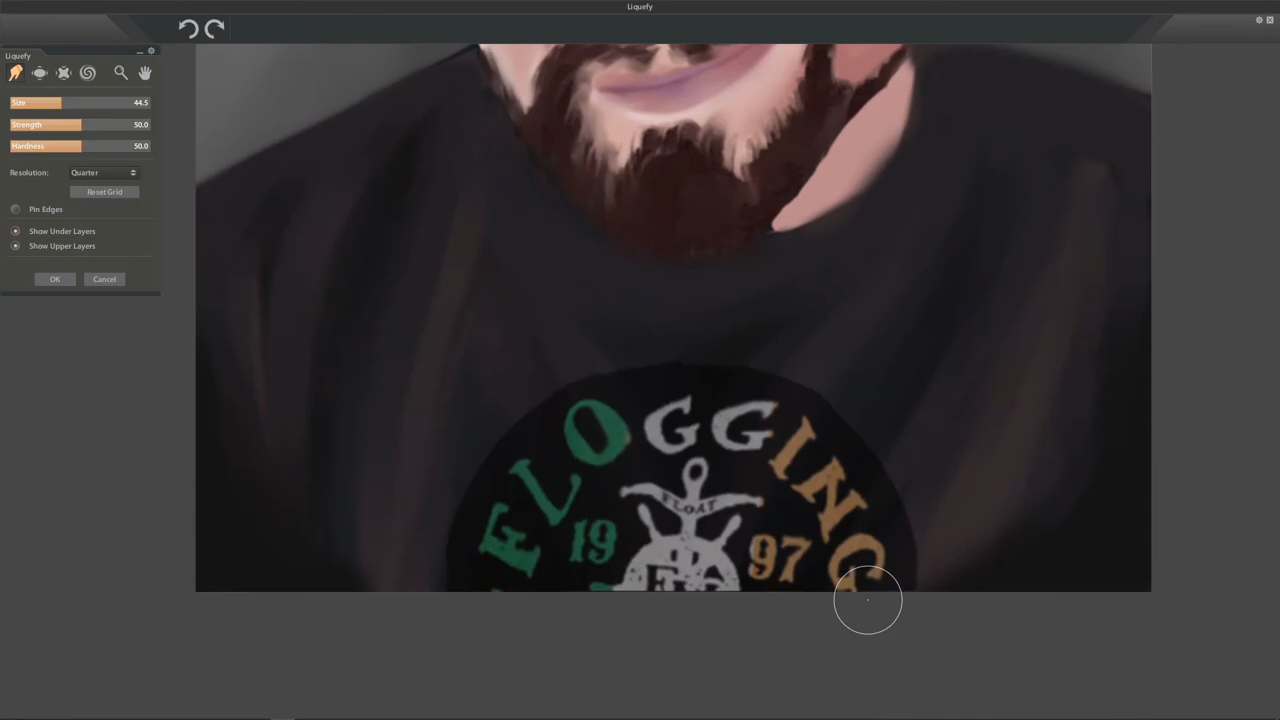 Liquefy
Liquefy
Size 44.5
Strength 50.0
Hardness 50.0
Resolution: Quarter
Reset Grid
Pin Edges
Show Under Layers
Show Upper Layers
OK Cancel
FLOGGING
FLOAT
19 97